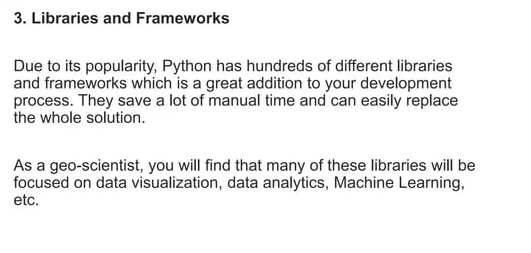 3. Libraries and Frameworks
Due to its popularity, Python has hundreds of different libraries
and frameworks which is a great addition to your development
process. They save a lot of manual time and can easily replace
the whole solution.
As a geo-scientist, you will find that many of these libraries will be
focused on data visualization, data analytics, Machine Learning,
etc.